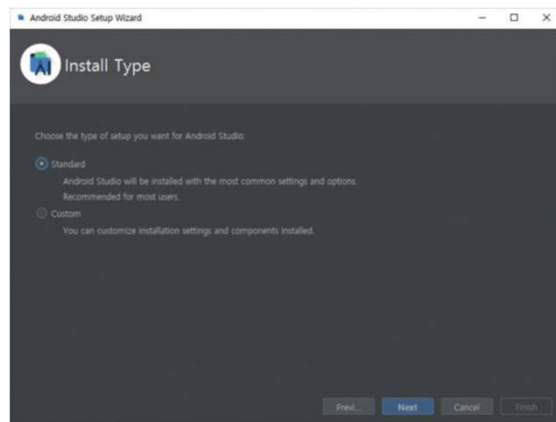 Android Studio Setup Wizard
Install Type
Choose the type of setup you want for Android Studio:
Standard
Android Studio will be installed with the most common settings and options.
Recommended for most users.
Custom
You can customize installation settings and components installed.
Previ... Next Cancel Finish